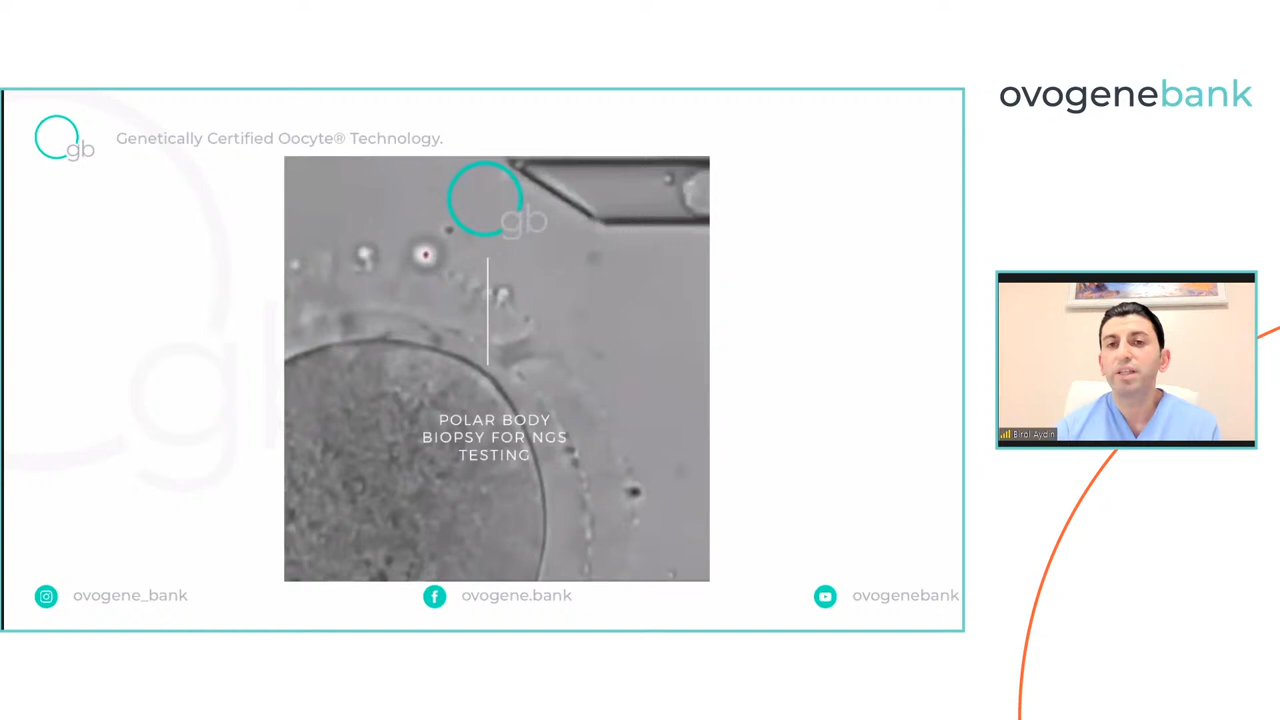 ovogenebank
gb
Genetically Certified Oocyte® Technology.
gb
POLAR BODY
BIOPSY FOR NGS
TESTING
Birol Aydin
ovogene_bank
ovogene.bank
ovogenebank